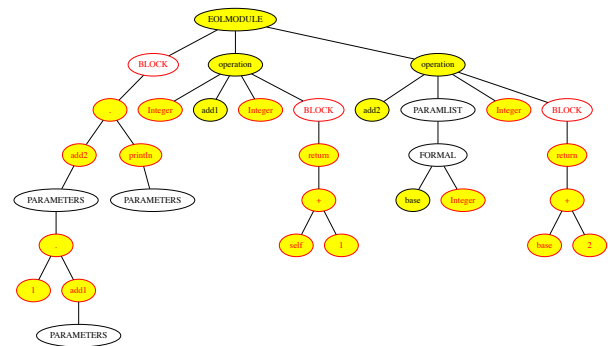 EOLMODULE
BLOCK operation operation
. Integer add1 Integer BLOCK add2 PARAMLIST Integer BLOCK
add2 println return FORMAL return
PARAMETERS PARAMETERS + base Integer +
. self 1 base 2
1 add1
PARAMETERS